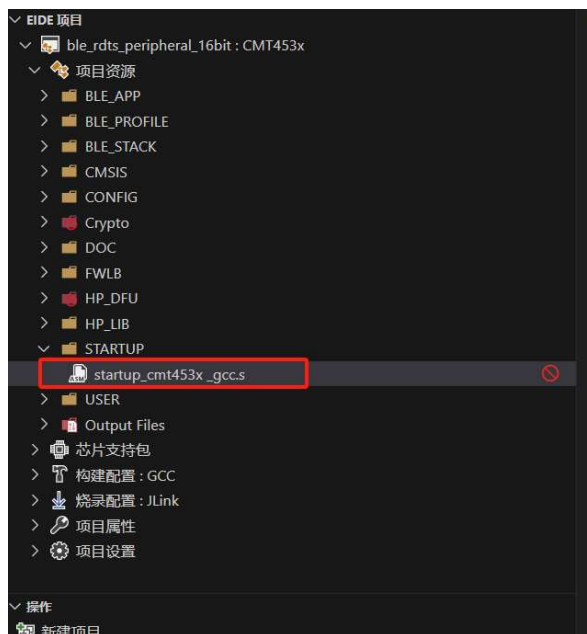 EIDE 项目
ble_rdts_peripheral_16bit : CMT453x
项目资源
BLE_APP
BLE_PROFILE
BLE_STACK
CMSIS
CONFIG
Crypto
DOC
FWLB
HP_DFU
HP_LIB
STARTUP
ASM startup_cmt453x _gcc.s
USER
Output Files
芯片支持包
构建配置 : GCC
烧录配置 : JLink
项目属性
项目设置
操作
新建项目